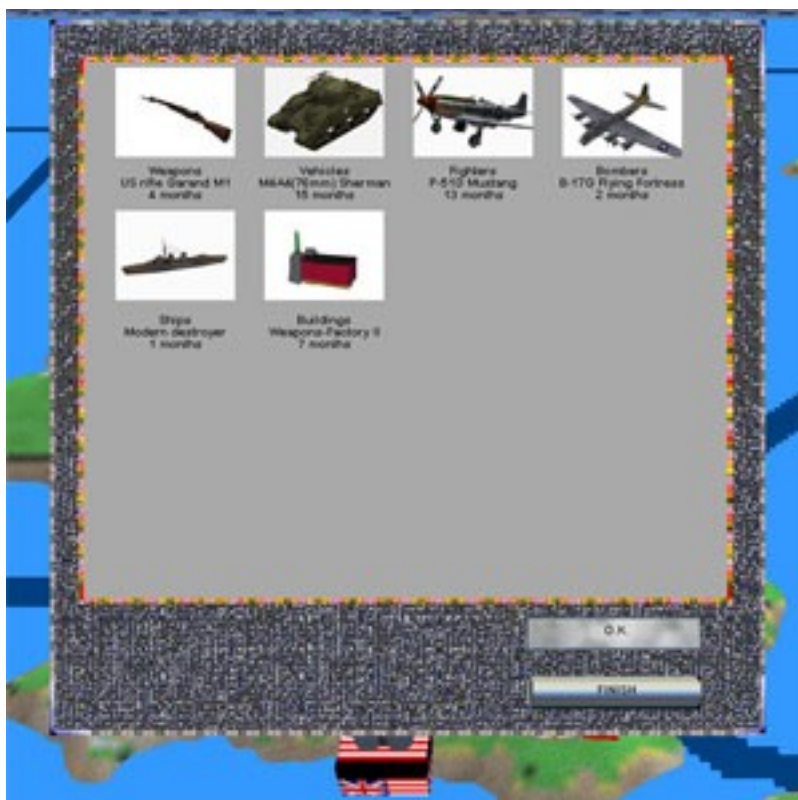 Weapons
US rifle Garand M1
4 months
Vehicles
M4A4(76mm) Sherman
15 months
Fighters
P-51D Mustang
13 months
Bombers
B-17G Flying Fortress
2 months
Ships
Modern destroyer
1 months
Buildings
Weapons-Factory II
7 months
O.K.
FINISH